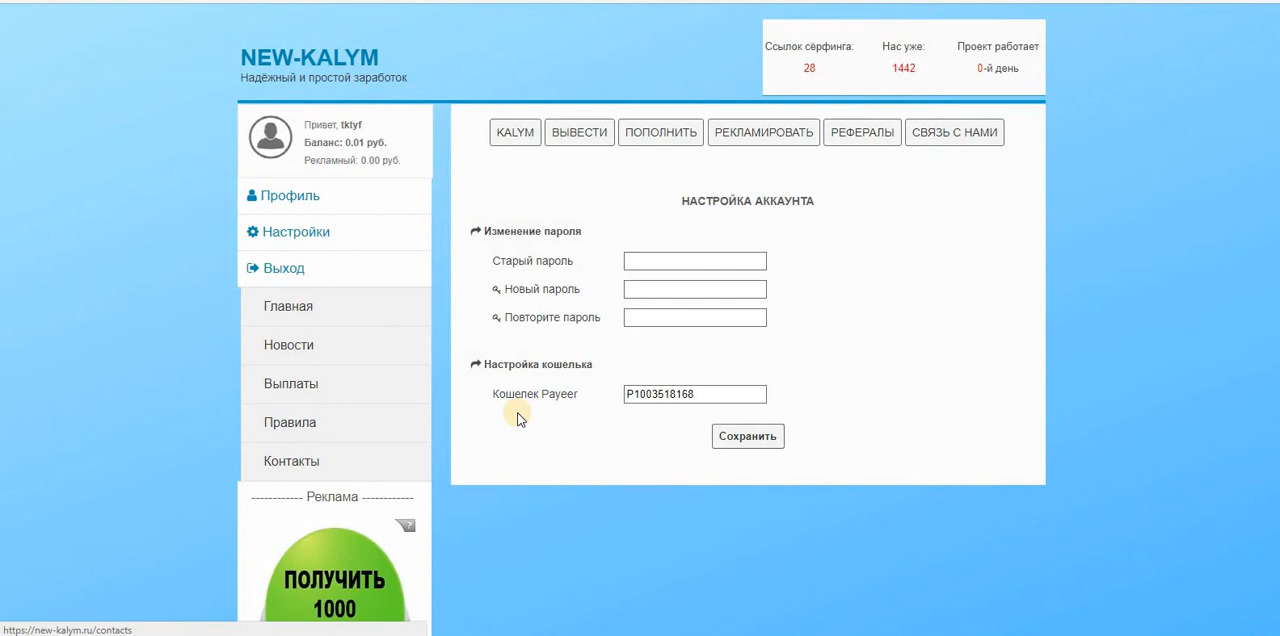 NEW-KALYM
Надёжный и простой заработок
Ссылок сёрфинга: Нас уже: Проект работает
28 1442 0-й день
Привет, tktyf
Баланс: 0.01 руб.
Рекламный: 0.00 руб.
Профиль
Настройки
Выход
Главная
Новости
Выплаты
Правила
Контакты
------------ Реклама ------------
?
ПОЛУЧИТЬ
1000
KALYM ВЫВЕСТИ ПОПОЛНИТЬ РЕКЛАМИРОВАТЬ РЕФЕРАЛЫ СВЯЗЬ С НАМИ
НАСТРОЙКА АККАУНТА
Изменение пароля
Старый пароль
Новый пароль
Повторите пароль
Настройка кошелька
Кошелек Payeer P1003518168
Сохранить
https://new-kalym.ru/contacts